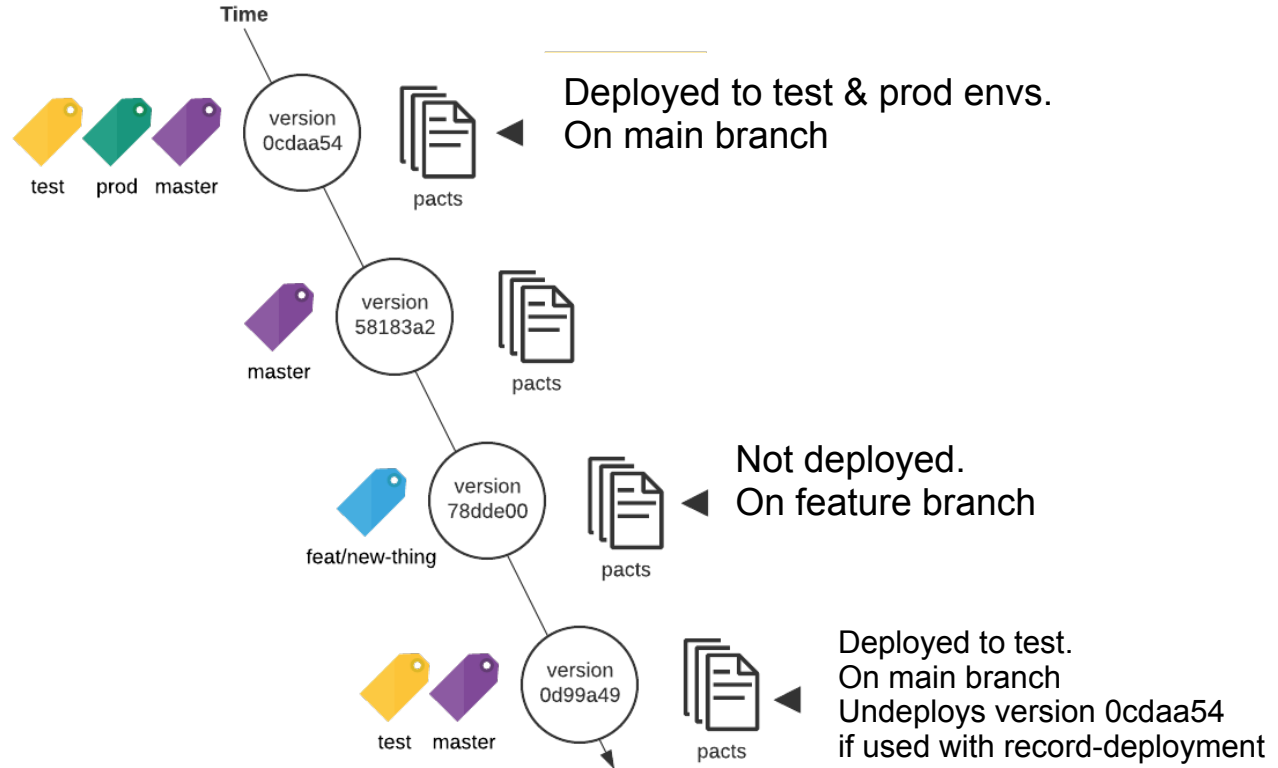 Time
Deployed to test & prod envs.
On main branch
version
0cdaa54
test
prod
master
pacts
version
58183a2
master
pacts
Not deployed.
On feature branch
version
78dde00
feat/new-thing
pacts
Deployed to test.
On main branch
Undeploys version 0cdaa54
if used with record-deployment
version
0d99a49
test
master
pacts